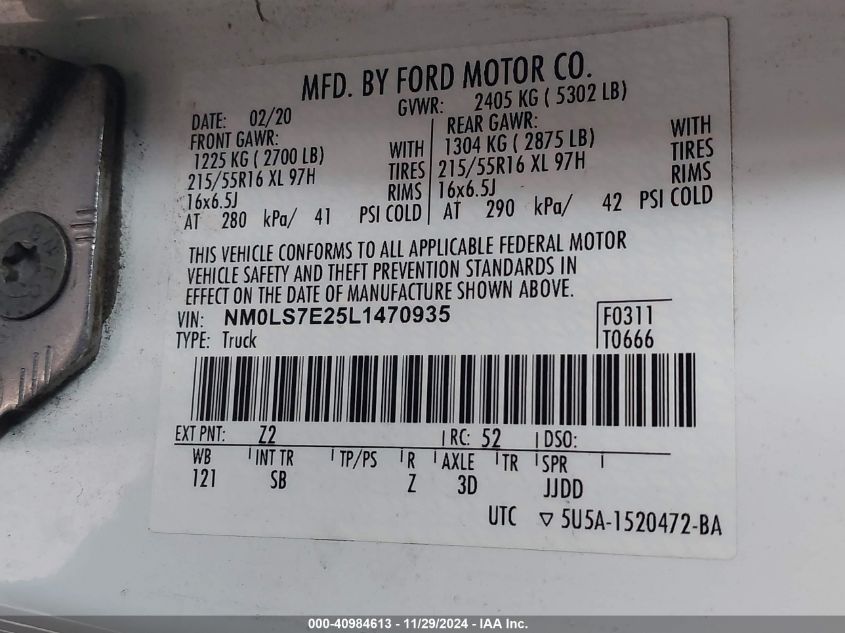 MFD. BY FORD MOTOR CO.
DATE: 02/20 GVWR: 2405 KG ( 5302 LB)
FRONT GAWR: REAR GAWR:
1225 KG ( 2700 LB) WITH 1304 KG ( 2875 LB) WITH
215/55R16 XL 97H TIRES 215/55R16 XL 97H TIRES
16x6.5J RIMS 16x6.5J RIMS
AT 280 kPa/ 41 PSI COLD AT 290 kPa/ 42 PSI COLD
THIS VEHICLE CONFORMS TO ALL APPLICABLE FEDERAL MOTOR
VEHICLE SAFETY AND THEFT PREVENTION STANDARDS IN
EFFECT ON THE DATE OF MANUFACTURE SHOWN ABOVE.
VIN: NM0LS7E25L1470935 F0311
TYPE: Truck T0666
EXT PNT: Z2 RC: 52 DSO:
WB INT TR TP/PS R AXLE TR SPR
121 SB Z 3D JJDD
UTC ▽ 5U5A-1520472-BA
000-40984613 - 11/29/2024 - IAA Inc.